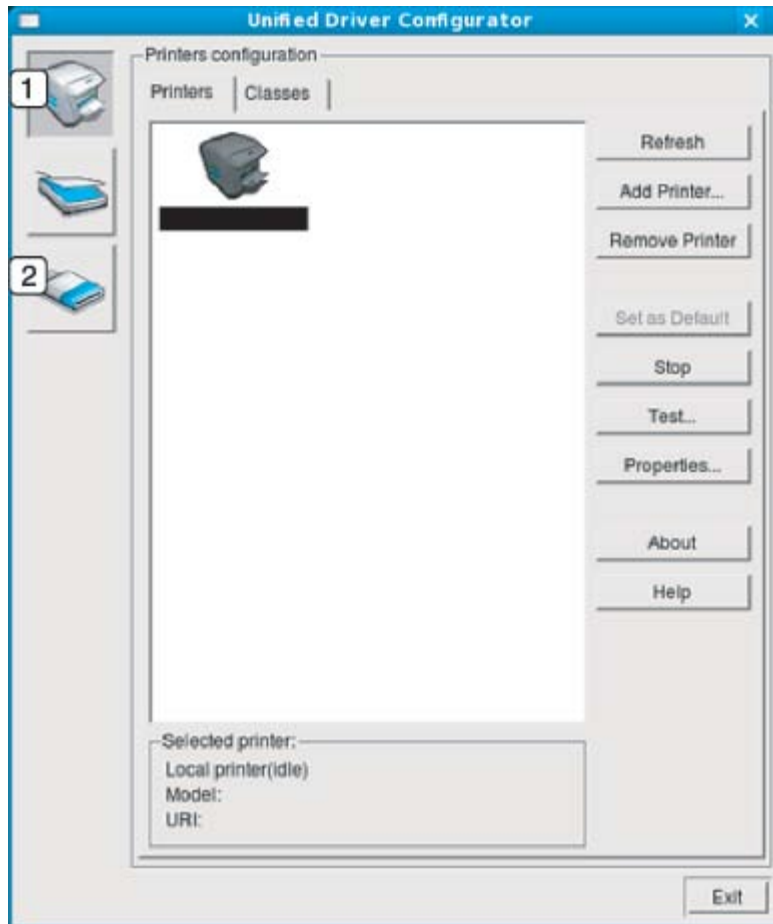 Unified Driver Configurator
1
2
Printers configuration
Printers
Classes
Refresh
Add Printer...
Remove Printer
Set as Default
Stop
Test...
Properties...
About
Help
Selected printer:
Local printer(idle)
Model:
URI:
Exit